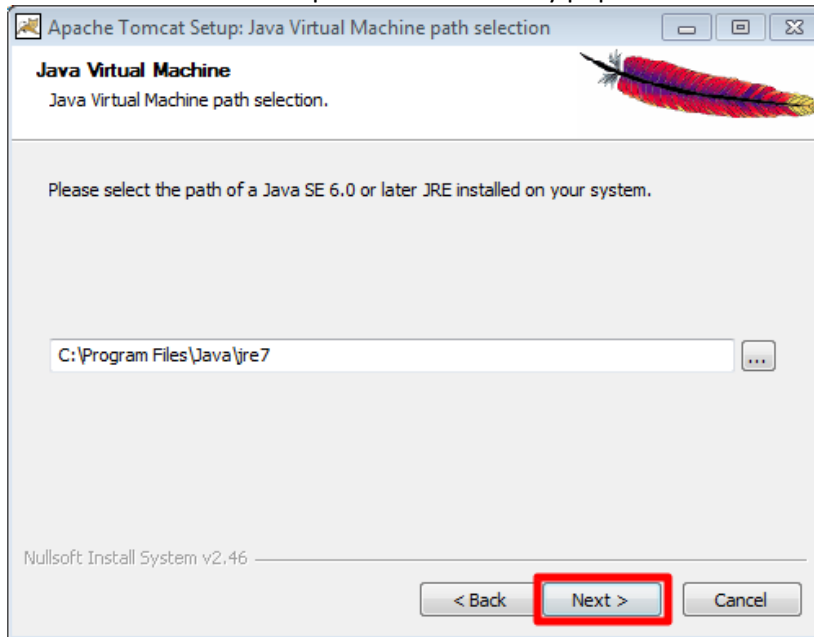 Apache Tomcat Setup: Java Virtual Machine path selection
Java Virtual Machine
Java Virtual Machine path selection.
Please select the path of a Java SE 6.0 or later JRE installed on your system.
C:\Program Files\Java\jre7
...
Nullsoft Install System v2.46
< Back Next > Cancel